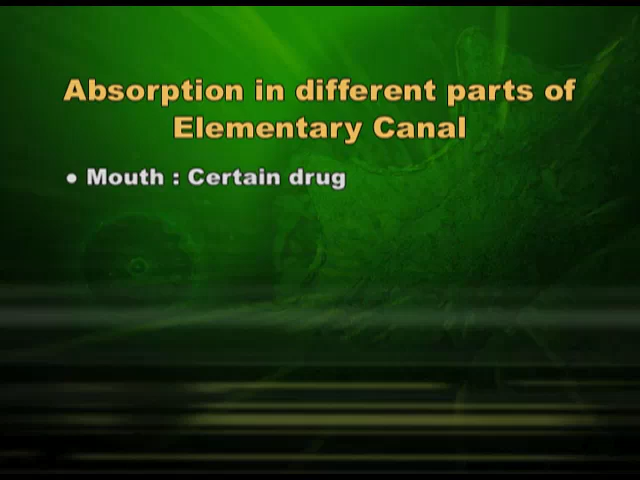 Absorption in different parts of
Elementary Canal
● Mouth : Certain drug